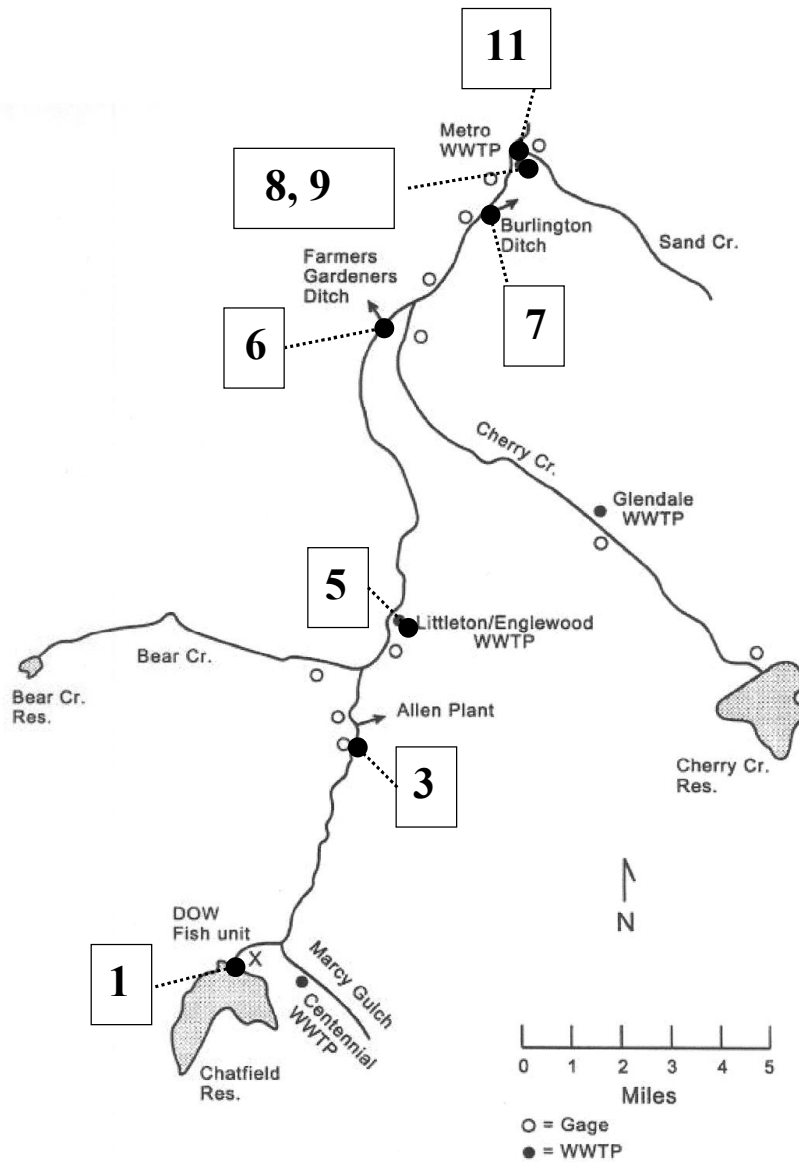 11
Metro
WWTP
8, 9
Sand Cr.
Burlington
Ditch
Farmers
Gardeners
Ditch
7
6
Cherry Cr.
Glendale
WWTP
5
Littleton/Englewood
WWTP
Bear Cr.
Bear Cr.
Res.
Allen Plant
Cherry Cr.
Res.
3
N
DOW
Fish unit
X
1
Marcy Gulch
Centennial
WWTP
Chatfield
Res.
0 1 2 3 4 5
Miles
= Gage
= WWTP